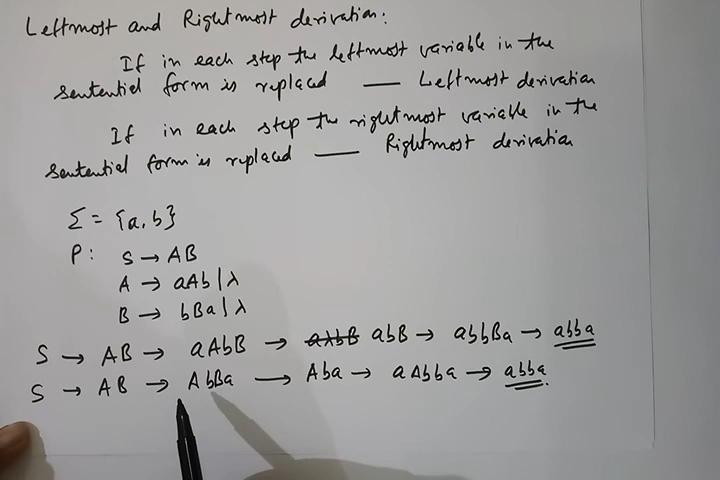 Leftmost and Rightmost derivation:
If in each step the leftmost variable in the
sentential form is replaced — Leftmost derivation
If in each step the rightmost variable in the
sentential form is replaced — Rightmost derivation
Σ = {a, b}
P: S → AB
A → aAb | λ
B → bBa | λ
S → AB → aAbB → aλbB abB → abbBa → abba
S → AB → AbBa → Aba → aAbba → abba.